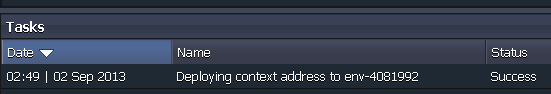 Tasks
Date Name Status
02:49 | 02 Sep 2013 Deploying context address to env-4081992 Success